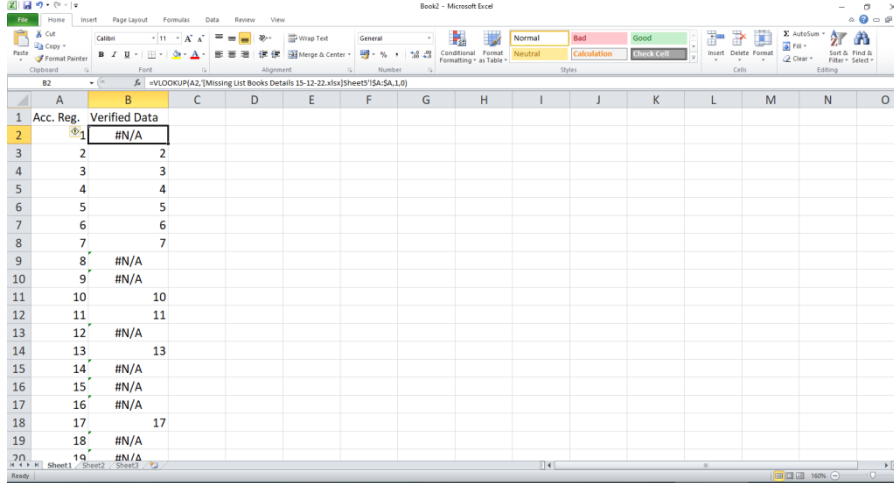 Book2 - Microsoft Excel
File Home Insert Page Layout Formulas Data Review View
Paste
Cut
Copy
Format Painter
Clipboard
Calibri 11 A A
B I U A
Font
Wrap Text
Merge & Center
Alignment
General
% ,
Number
Conditional Formatting
Format as Table
Normal Bad Good
Neutral Calculation Check Cell
Styles
Insert Delete Format
Cells
Σ AutoSum
Fill
Clear
Sort & Filter
Find & Select
Editing
B2 fx =VLOOKUP(A2,'[Missing List Books Details 15-12-22.xlsx]Sheet5'!$A:$A,1,0)
A B C D E F G H I J K L M N O
1 Acc. Reg. Verified Data
2 1 #N/A
3 2 2
4 3 3
5 4 4
6 5 5
7 6 6
8 7 7
9 8 #N/A
10 9 #N/A
11 10 10
12 11 11
13 12 #N/A
14 13 13
15 14 #N/A
16 15 #N/A
17 16 #N/A
18 17 17
19 18 #N/A
20 19 #N/A
Sheet1 Sheet2 Sheet3
Ready 160%